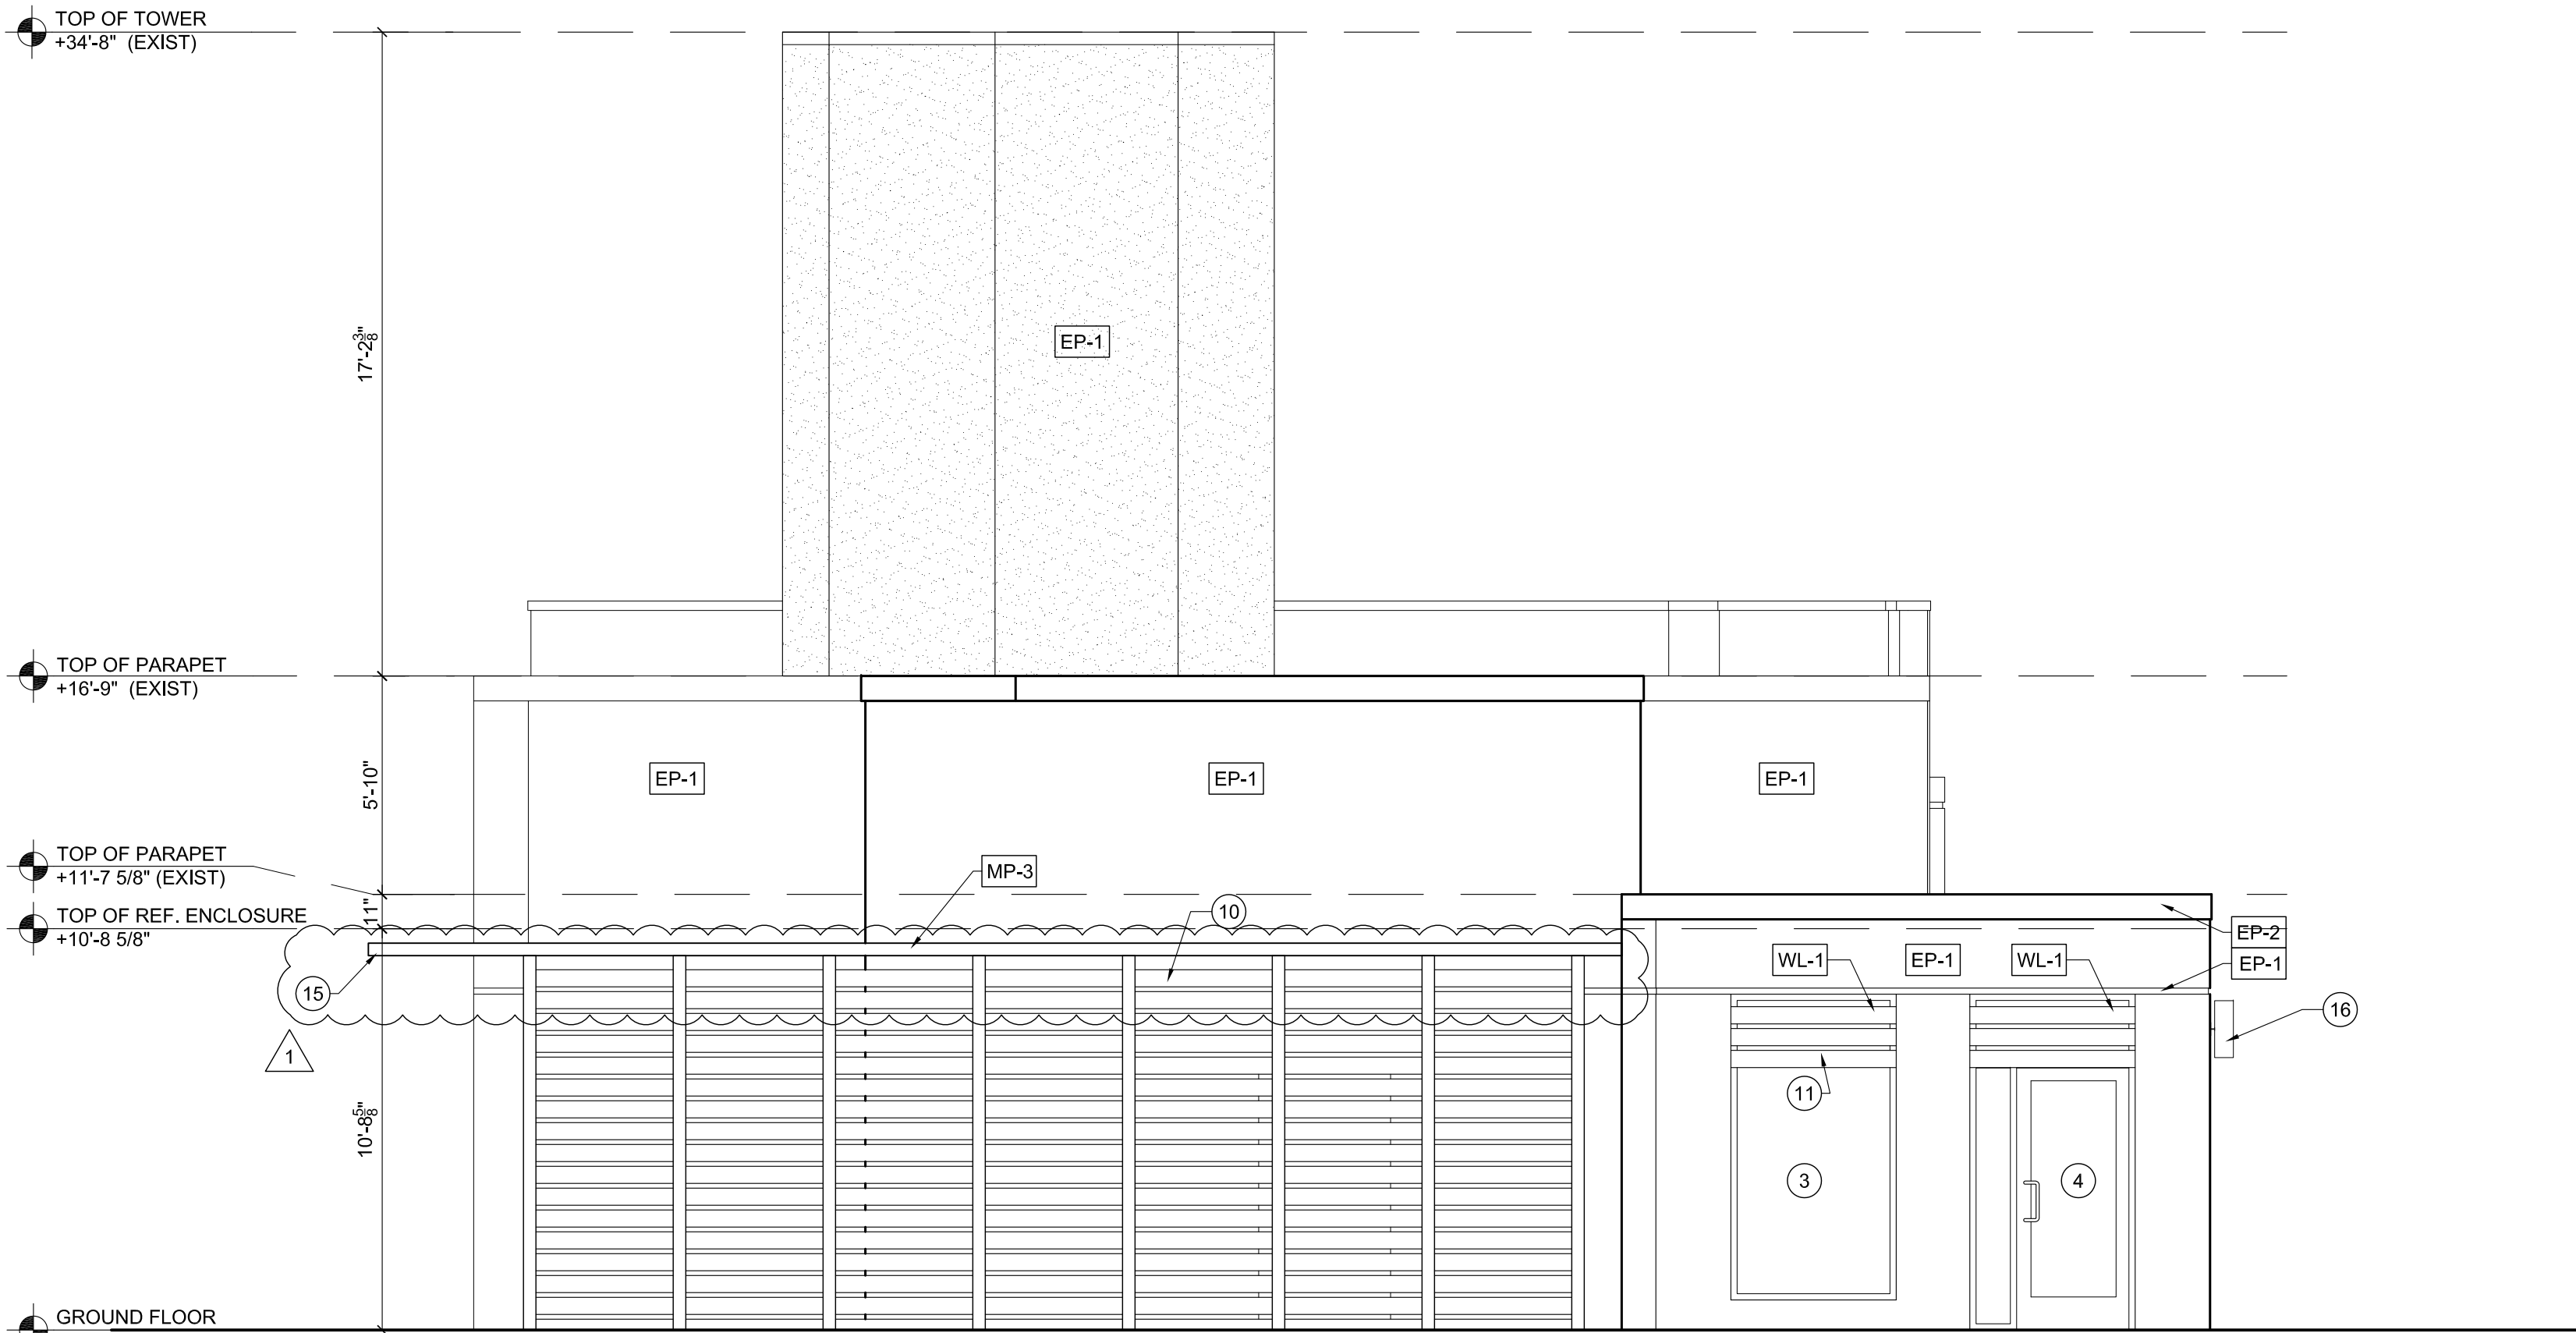 TOP OF TOWER
+34'-8" (EXIST)
17'-2 3/8"
EP-1
TOP OF PARAPET
+16'-9" (EXIST)
5'-10"
EP-1
EP-1
EP-1
TOP OF PARAPET
+11'-7 5/8" (EXIST)
MP-3
11"
TOP OF REF. ENCLOSURE
+10'-8 5/8"
10
EP-2
WL-1
EP-1
WL-1
EP-1
15
16
1
11
10'-8 5/8"
3
4
GROUND FLOOR